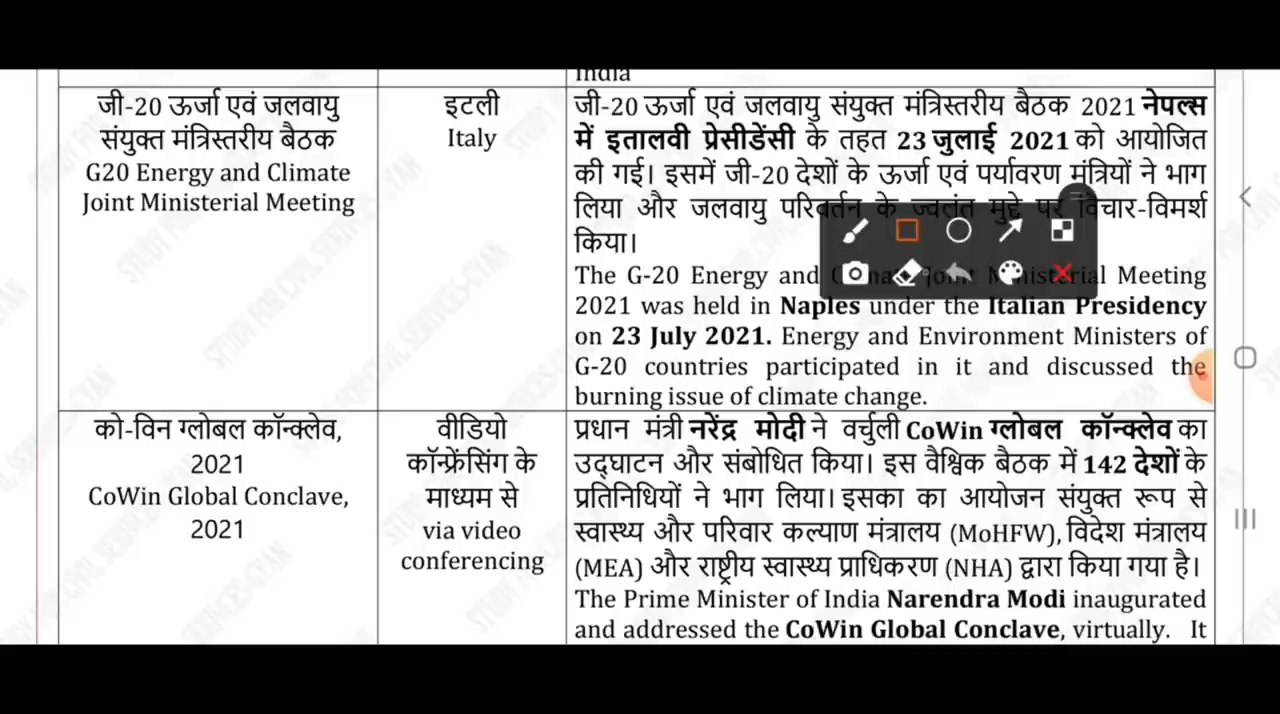 India
जी-20 ऊर्जा एवं जलवायु
संयुक्त मंत्रिस्तरीय बैठक
G20 Energy and Climate
Joint Ministerial Meeting
इटली
Italy
जी-20 ऊर्जा एवं जलवायु संयुक्त मंत्रिस्तरीय बैठक 2021 नेपल्स
में इतालवी प्रेसीडेंसी के तहत 23 जुलाई 2021 को आयोजित
की गई। इसमें जी-20 देशों के ऊर्जा एवं पर्यावरण मंत्रियों ने भाग
लिया और जलवायु परिवर्तन के ज्वलंत मुद्दे पर विचार-विमर्श
किया।
The G-20 Energy and Climate Joint Ministerial Meeting
2021 was held in Naples under the Italian Presidency
on 23 July 2021. Energy and Environment Ministers of
G-20 countries participated in it and discussed the
burning issue of climate change.
को-विन ग्लोबल कॉन्क्लेव,
2021
CoWin Global Conclave,
2021
वीडियो
कॉन्फ्रेंसिंग के
माध्यम से
via video
conferencing
प्रधान मंत्री नरेंद्र मोदी ने वर्चुली CoWin ग्लोबल कॉन्क्लेव का
उद्घाटन और संबोधित किया। इस वैश्विक बैठक में 142 देशों के
प्रतिनिधियों ने भाग लिया। इसका का आयोजन संयुक्त रूप से
स्वास्थ्य और परिवार कल्याण मंत्रालय (MoHFW), विदेश मंत्रालय
(MEA) और राष्ट्रीय स्वास्थ्य प्राधिकरण (NHA) द्वारा किया गया है।
The Prime Minister of India Narendra Modi inaugurated
and addressed the CoWin Global Conclave, virtually. It